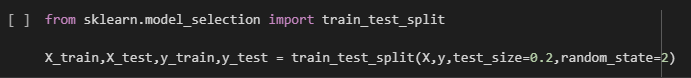 [ ] from sklearn.model_selection import train_test_split
X_train,X_test,y_train,y_test = train_test_split(X,y,test_size=0.2,random_state=2)